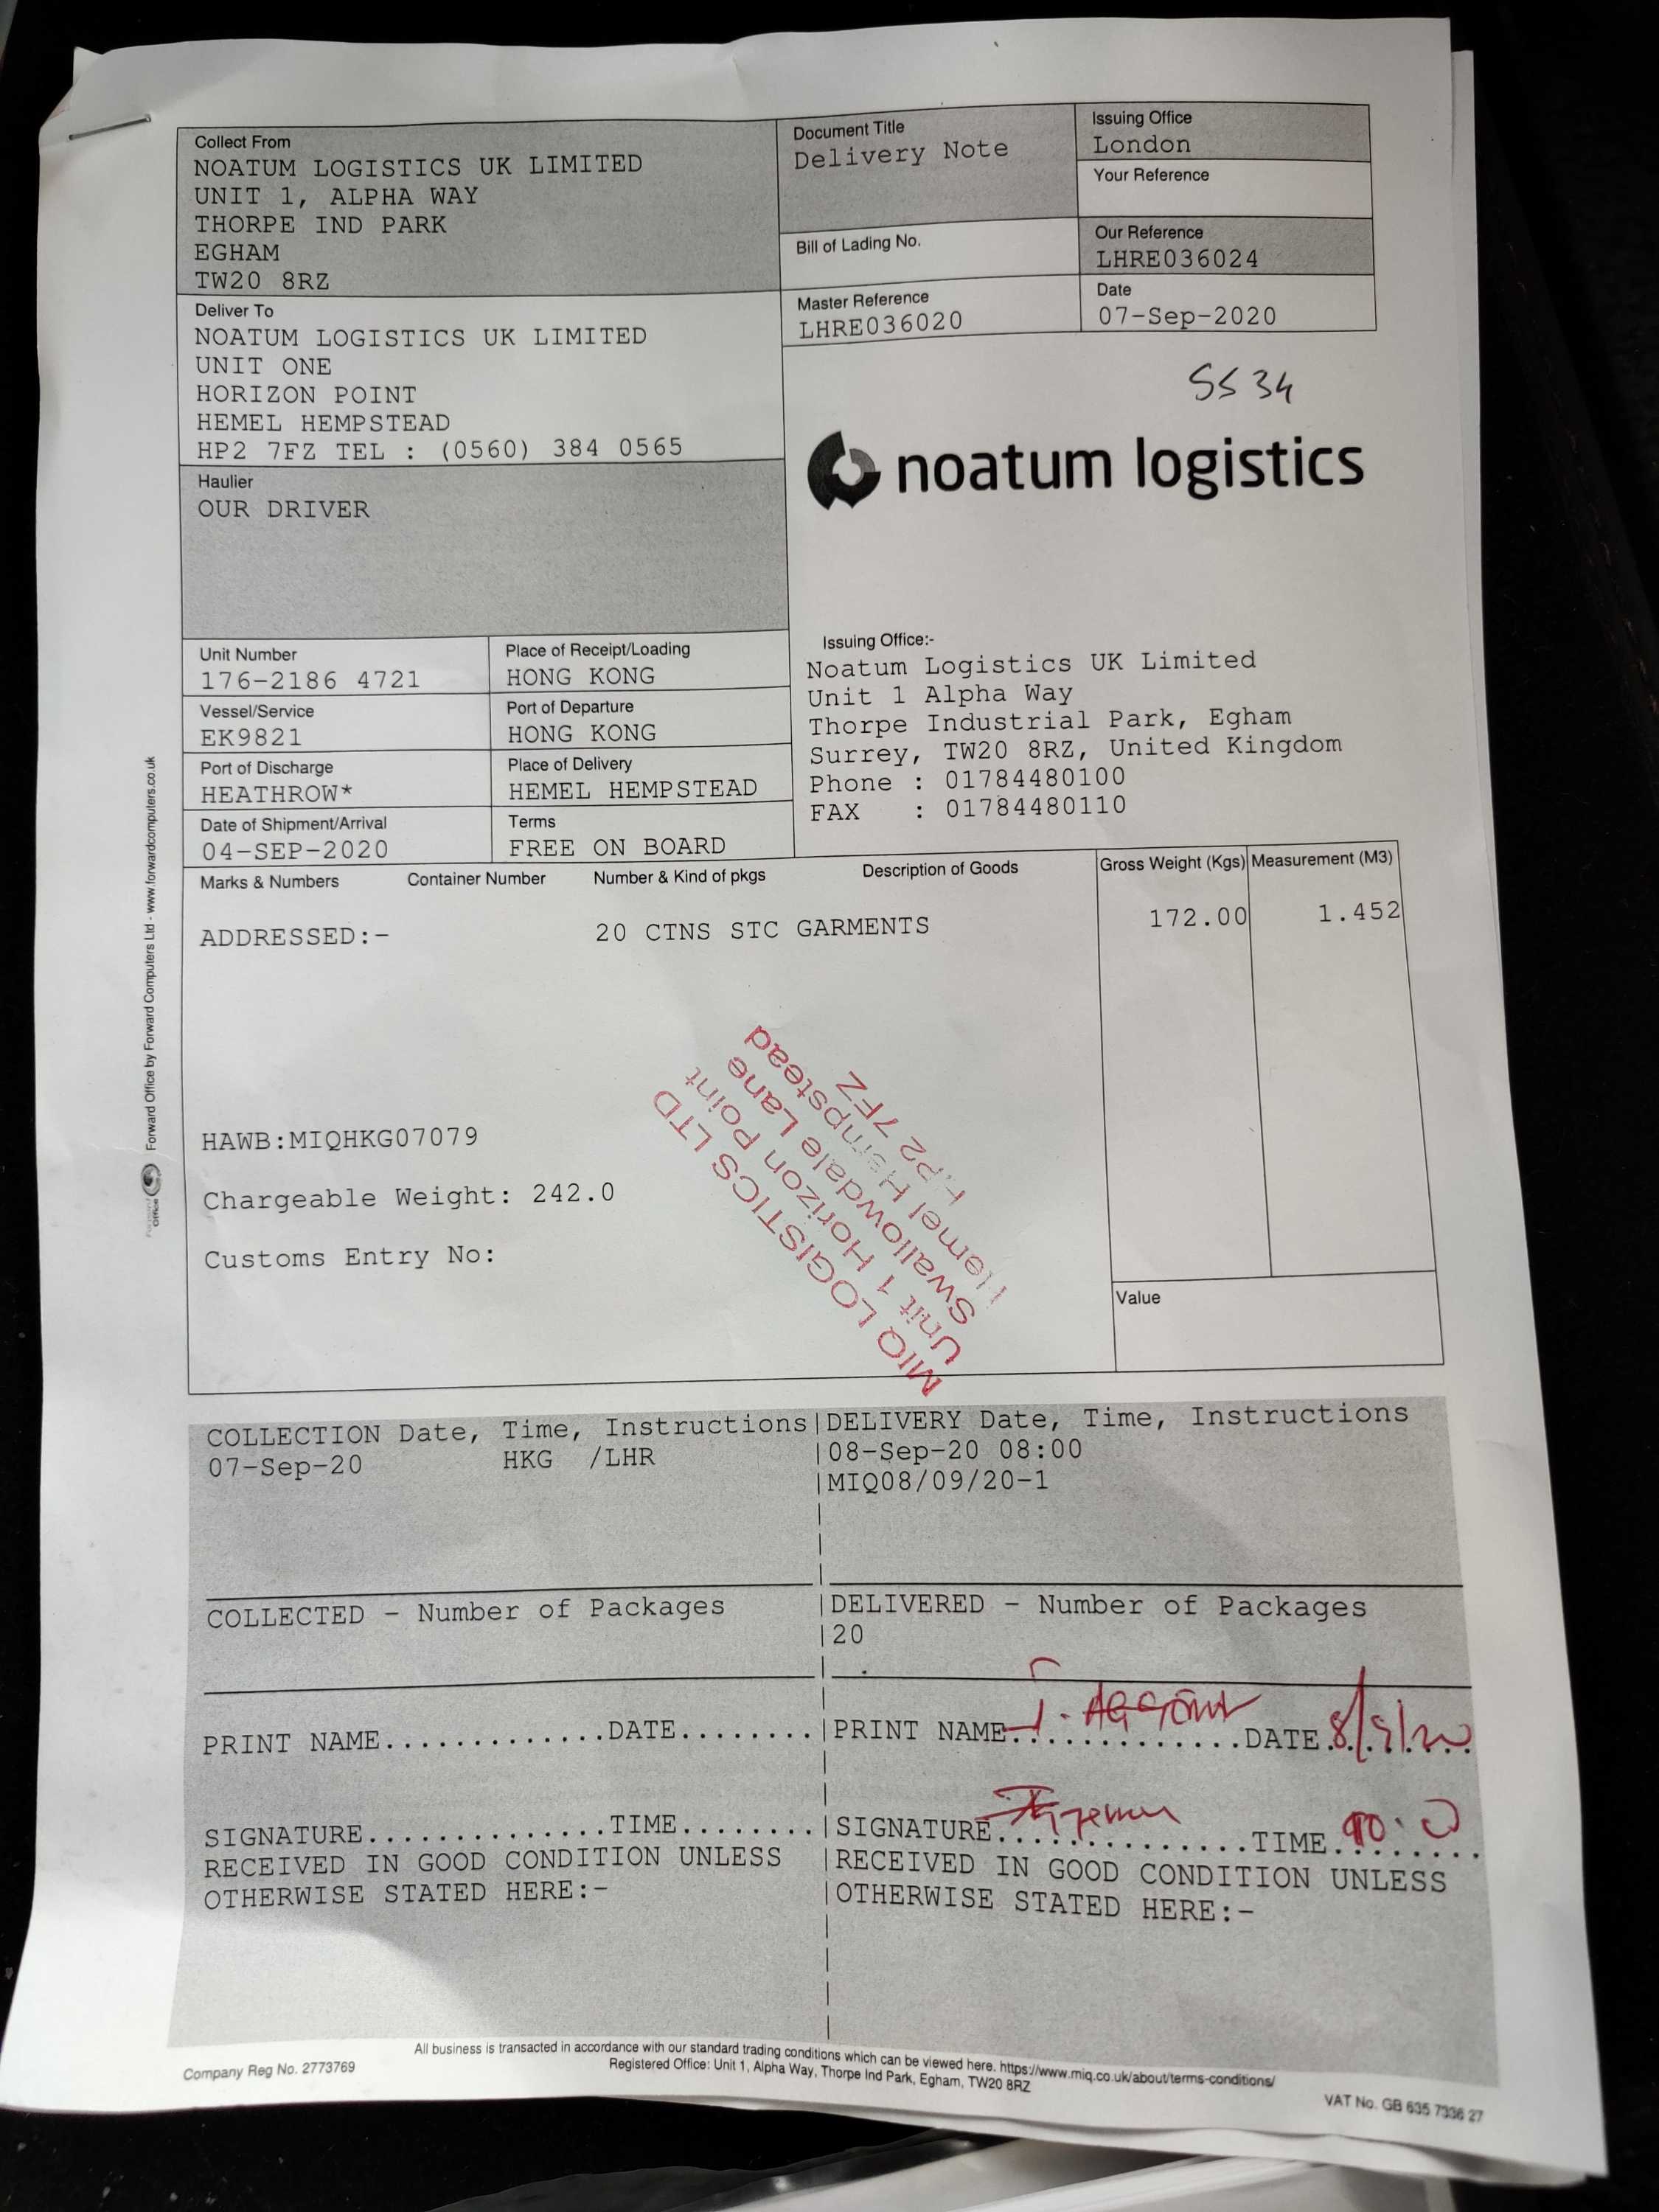 Collect From
NOATUM LOGISTICS UK LIMITED
UNIT 1, ALPHA WAY
THORPE IND PARK
EGHAM
TW20 8RZ
Document Title
Delivery Note
Issuing Office
London
Your Reference
Bill of Lading No.
Our Reference
LHRE036024
Master Reference
LHRE036020
Date
07-Sep-2020
Deliver To
NOATUM LOGISTICS UK LIMITED
UNIT ONE
HORIZON POINT
HEMEL HEMPSTEAD
HP2 7FZ TEL : (0560) 384 0565
SS 34
noatum logistics
Haulier
OUR DRIVER
Unit Number
176-2186 4721
Place of Receipt/Loading
HONG KONG
Vessel/Service
EK9821
Port of Departure
HONG KONG
Port of Discharge
HEATHROW*
Place of Delivery
HEMEL HEMPSTEAD
Date of Shipment/Arrival
04-SEP-2020
Terms
FREE ON BOARD
Issuing Office:-
Noatum Logistics UK Limited
Unit 1 Alpha Way
Thorpe Industrial Park, Egham
Surrey, TW20 8RZ, United Kingdom
Phone : 01784480100
FAX : 01784480110
Marks & Numbers Container Number Number & Kind of pkgs Description of Goods Gross Weight (Kgs) Measurement (M3)
ADDRESSED:- 20 CTNS STC GARMENTS 172.00 1.452
HAWB:MIQHKG07079
Chargeable Weight: 242.0
Customs Entry No:
MIQ LOGISTICS LTD
Unit 1 Horizon Point
Swallowdale Lane
Hemel Hempstead
HP2 7FZ
Value
COLLECTION Date, Time, Instructions|DELIVERY Date, Time, Instructions
07-Sep-20 HKG /LHR |08-Sep-20 08:00
|MIQ08/09/20-1
COLLECTED - Number of Packages |DELIVERED - Number of Packages
|20
PRINT NAME.............DATE........|PRINT NAME..............DATE 8/9/20
SIGNATURE..............TIME........|SIGNATURE...............TIME.........
RECEIVED IN GOOD CONDITION UNLESS |RECEIVED IN GOOD CONDITION UNLESS
OTHERWISE STATED HERE:- |OTHERWISE STATED HERE:-
All business is transacted in accordance with our standard trading conditions which can be viewed here. https://www.miq.co.uk/about/terms-conditions/
Company Reg No. 2773769 Registered Office: Unit 1, Alpha Way, Thorpe Ind Park, Egham, TW20 8RZ
VAT No. GB 635 7336 27
Forward Office by Forward Computers Ltd - www.forwardcomputers.co.uk